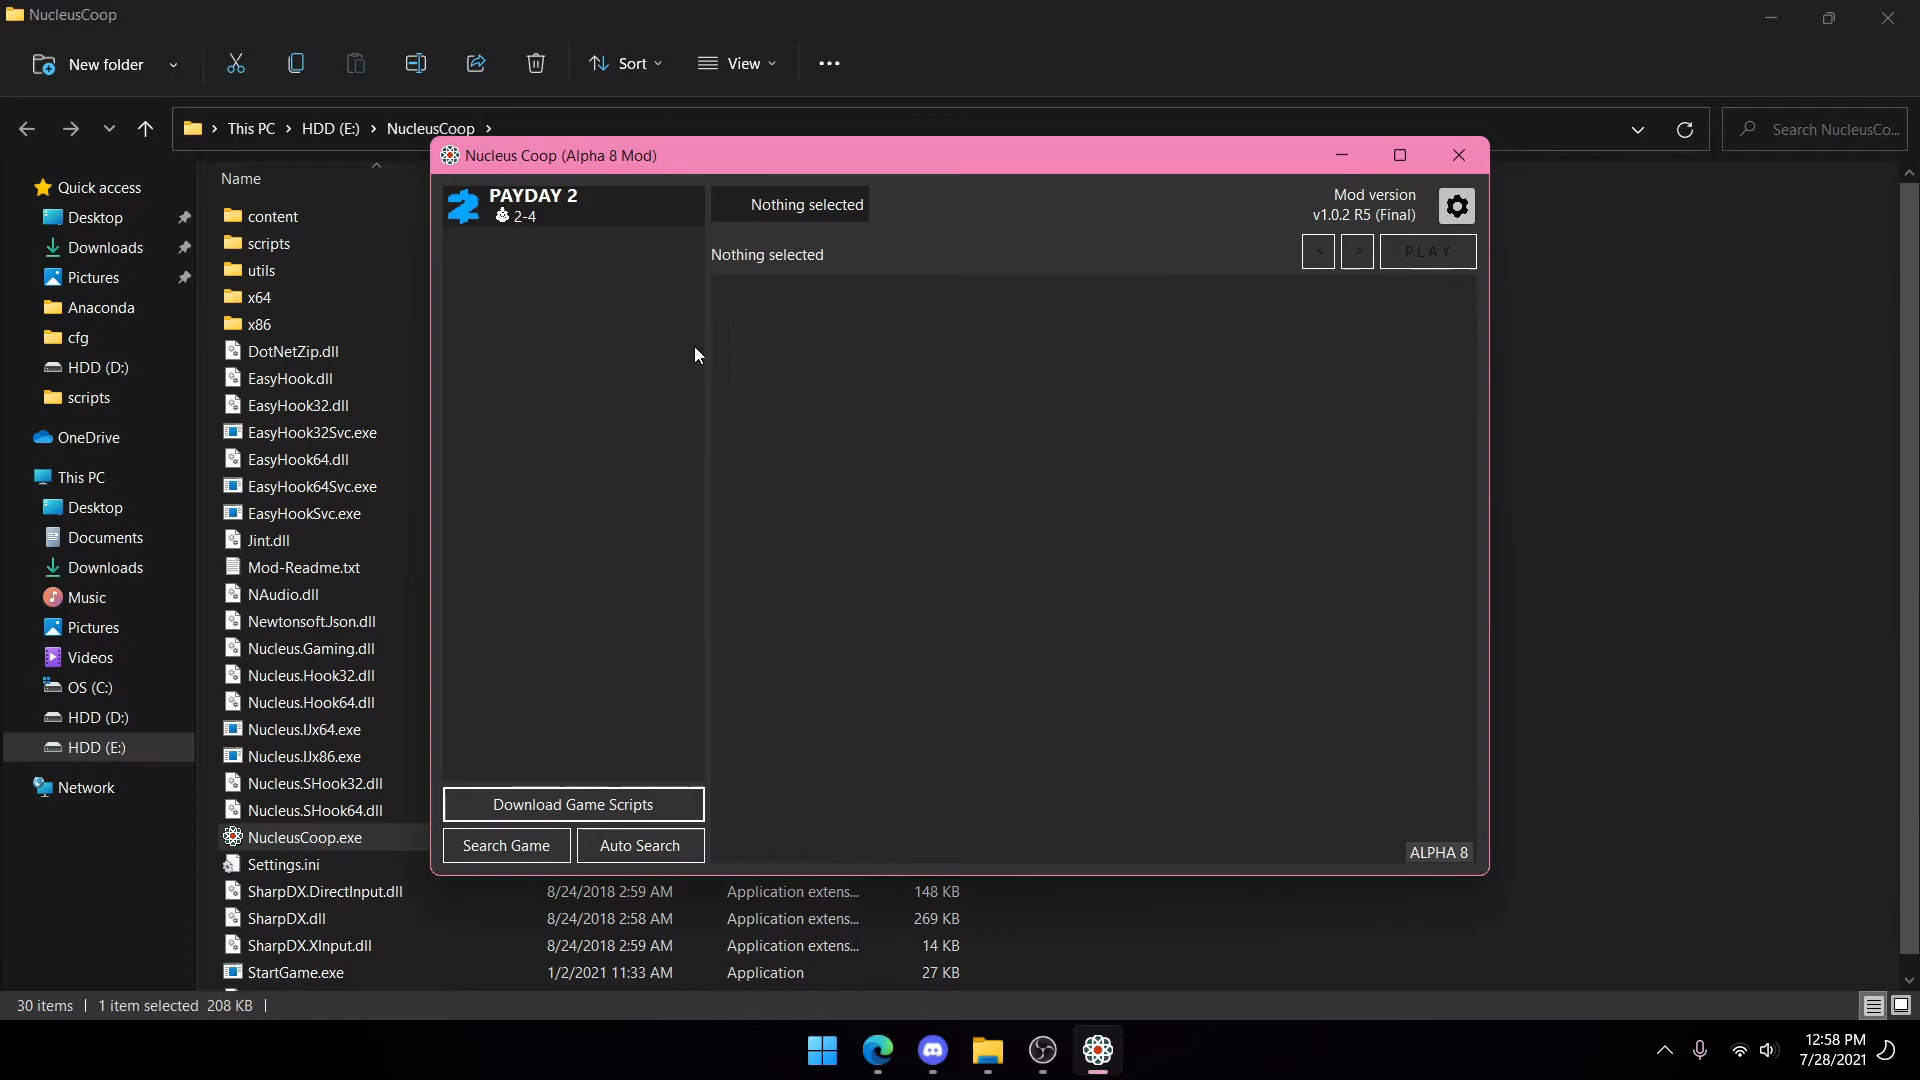 NucleusCoop
New folder
Sort
View
This PC
HDD (E:)
NucleusCoop
Search NucleusCo...
Quick access
Desktop
Downloads
Pictures
Anaconda
cfg
HDD (D:)
scripts
OneDrive
This PC
Desktop
Documents
Downloads
Music
Pictures
Videos
OS (C:)
HDD (D:)
HDD (E:)
Network
Name
content
scripts
utils
x64
x86
DotNetZip.dll
EasyHook.dll
EasyHook32.dll
EasyHook32Svc.exe
EasyHook64.dll
EasyHook64Svc.exe
EasyHookSvc.exe
Jint.dll
Mod-Readme.txt
NAudio.dll
Newtonsoft.Json.dll
Nucleus.Gaming.dll
Nucleus.Hook32.dll
Nucleus.Hook64.dll
Nucleus.IJx64.exe
Nucleus.IJx86.exe
Nucleus.SHook32.dll
Nucleus.SHook64.dll
NucleusCoop.exe
Settings.ini
SharpDX.DirectInput.dll 8/24/2018 2:59 AM Application extens... 148 KB
SharpDX.dll 8/24/2018 2:58 AM Application extens... 269 KB
SharpDX.XInput.dll 8/24/2018 2:59 AM Application extens... 14 KB
StartGame.exe 1/2/2021 11:33 AM Application 27 KB
Nucleus Coop (Alpha 8 Mod)
PAYDAY 2
2-4
Nothing selected
Mod version
v1.0.2 R5 (Final)
Nothing selected
< > PLAY
Download Game Scripts
Search Game
Auto Search
ALPHA 8
30 items
1 item selected 208 KB
12:58 PM
7/28/2021